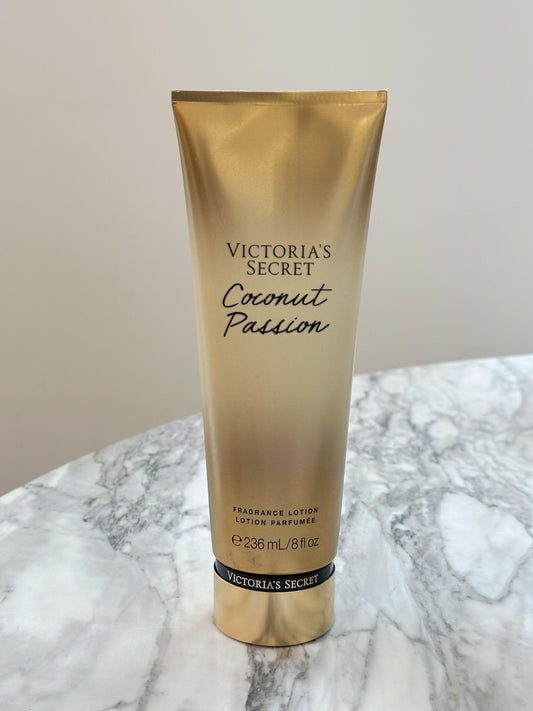 VICTORIA'S
SECRET
Coconut
Passion
FRAGRANCE LOTION
LOTION PARFUMÉE
℮ 236 mL/8 fl oz
VICTORIA'S SECRET